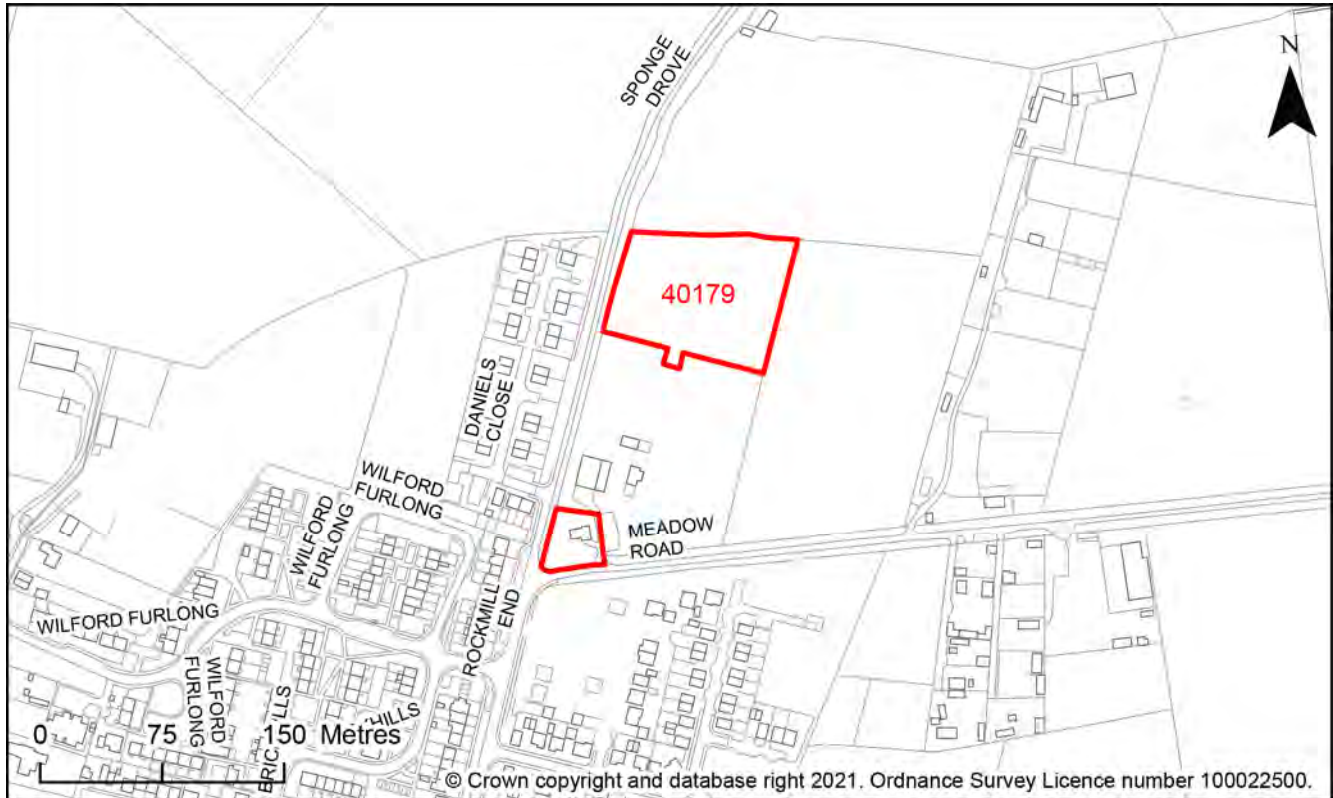 N
SPONGE
DROVE
40179
DANIELS
CLOSE
WILFORD
FURLONG
WILFORD
FURLONG
MEADOW
ROAD
ROCKMILL
END
WILFORD FURLONG
WILFORD
FURLONG
0 75 150 Metres
© Crown copyright and database right 2021. Ordnance Survey Licence number 100022500.